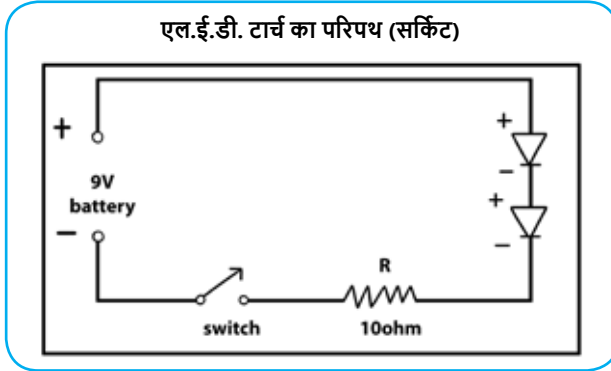 एल.ई.डी. टार्च का परिपथ (सर्किट)
+
+
−
9V
battery
+
−
−
R
switch
10ohm